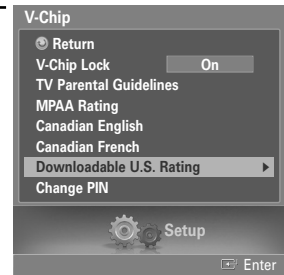 V-Chip
Return
V-Chip Lock On
TV Parental Guidelines
MPAA Rating
Canadian English
Canadian French
Downloadable U.S. Rating
Change PIN
Setup
Enter